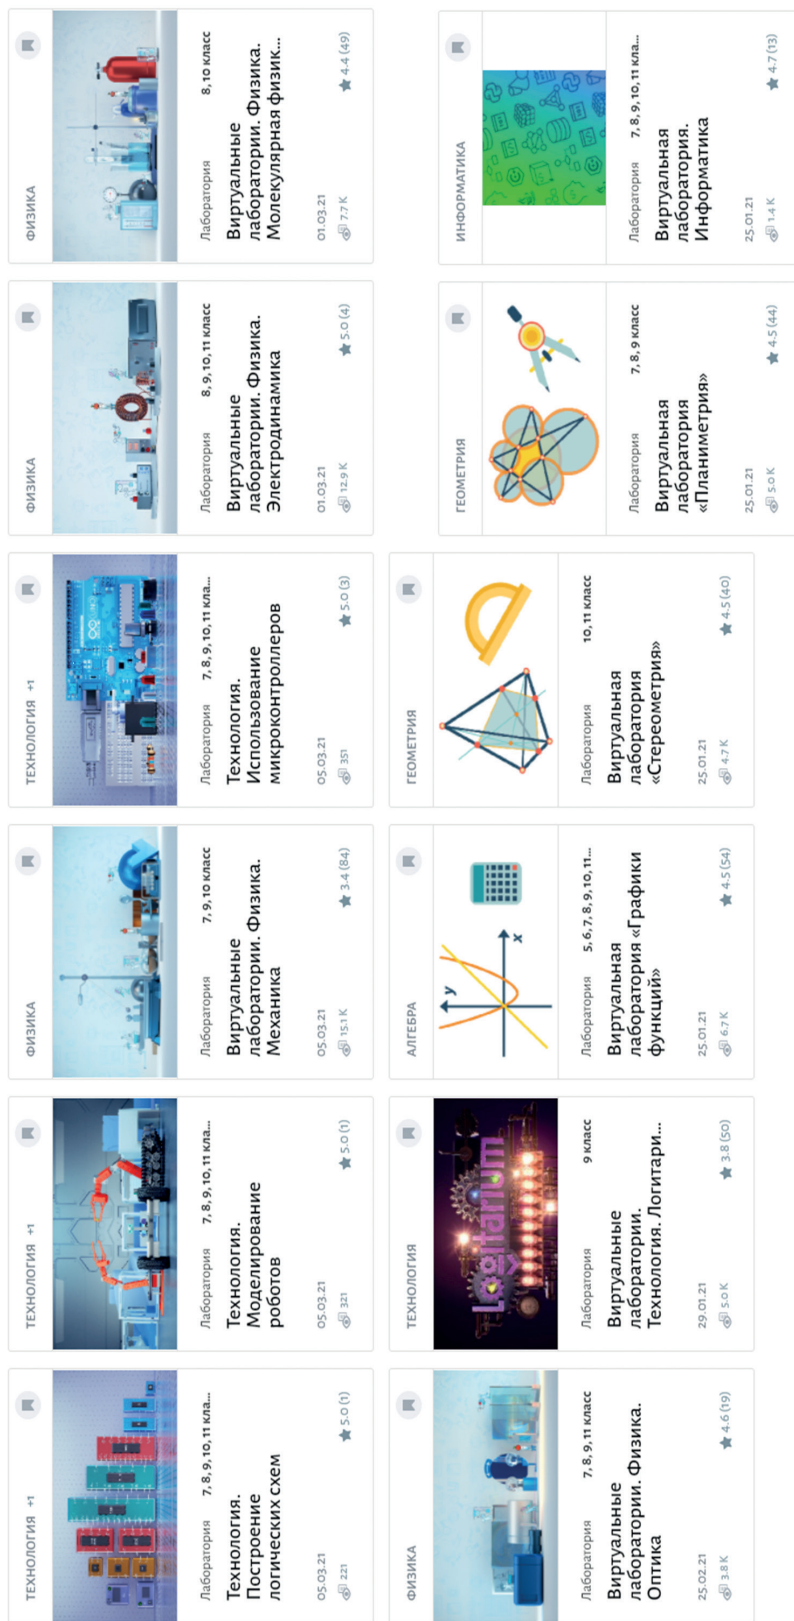 ТЕХНОЛОГИЯ +1
Лаборатория 7, 8, 9, 10, 11 кла...
Технология.
Построение
логических схем
05.03.21
221
5.0 (1)
ТЕХНОЛОГИЯ +1
Лаборатория 7, 8, 9, 10, 11 кла...
Технология.
Моделирование
роботов
05.03.21
321
5.0 (1)
ФИЗИКА
Лаборатория 7, 9, 10 класс
Виртуальные
лаборатории. Физика.
Механика
05.03.21
15.1 K
3.4 (84)
ТЕХНОЛОГИЯ +1
Лаборатория 7, 8, 9, 10, 11 кла...
Технология.
Использование
микроконтроллеров
05.03.21
351
5.0 (3)
ФИЗИКА
Лаборатория 8, 9, 10, 11 класс
Виртуальные
лаборатории. Физика.
Электродинамика
01.03.21
12.9 K
5.0 (4)
ФИЗИКА
Лаборатория 8, 10 класс
Виртуальные
лаборатории. Физика.
Молекулярная физик...
01.03.21
7.7 K
4.4 (49)
ФИЗИКА
Лаборатория 7, 8, 9, 11 класс
Виртуальные
лаборатории. Физика.
Оптика
25.02.21
3.8 K
4.6 (19)
ТЕХНОЛОГИЯ
Logitarium
Лаборатория 9 класс
Виртуальные
лаборатории.
Технология. Логитари...
29.01.21
5.0 K
3.8 (50)
АЛГЕБРА
y
x
Лаборатория 5, 6, 7, 8, 9, 10, 11...
Виртуальная
лаборатория «Графики
функций»
25.01.21
6.7 K
4.5 (54)
ГЕОМЕТРИЯ
Лаборатория 10, 11 класс
Виртуальная
лаборатория
«Стереометрия»
25.01.21
4.7 K
4.5 (40)
ГЕОМЕТРИЯ
Лаборатория 7, 8, 9 класс
Виртуальная
лаборатория
«Планиметрия»
25.01.21
5.0 K
4.5 (44)
ИНФОРМАТИКА
Лаборатория 7, 8, 9, 10, 11 кла...
Виртуальная
лаборатория.
Информатика
25.01.21
1.4 K
4.7 (13)